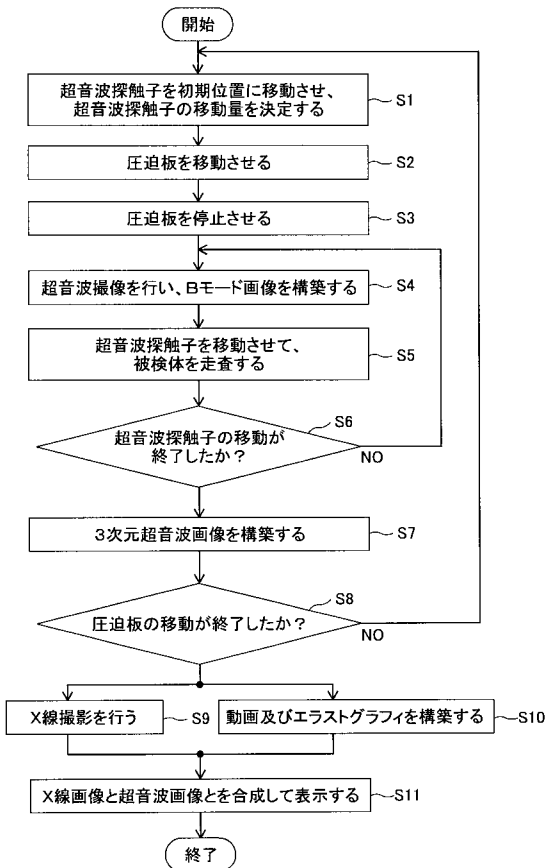 開始
超音波探触子を初期位置に移動させ、
超音波探触子の移動量を決定する
S1
圧迫板を移動させる
S2
圧迫板を停止させる
S3
超音波撮像を行い、Bモード画像を構築する
S4
超音波探触子を移動させて、
被検体を走査する
S5
超音波探触子の移動が
終了したか?
S6
NO
3次元超音波画像を構築する
S7
圧迫板の移動が終了したか?
S8
NO
X線撮影を行う
S9
動画及びエラストグラフィを構築する
S10
X線画像と超音波画像とを合成して表示する
S11
終了